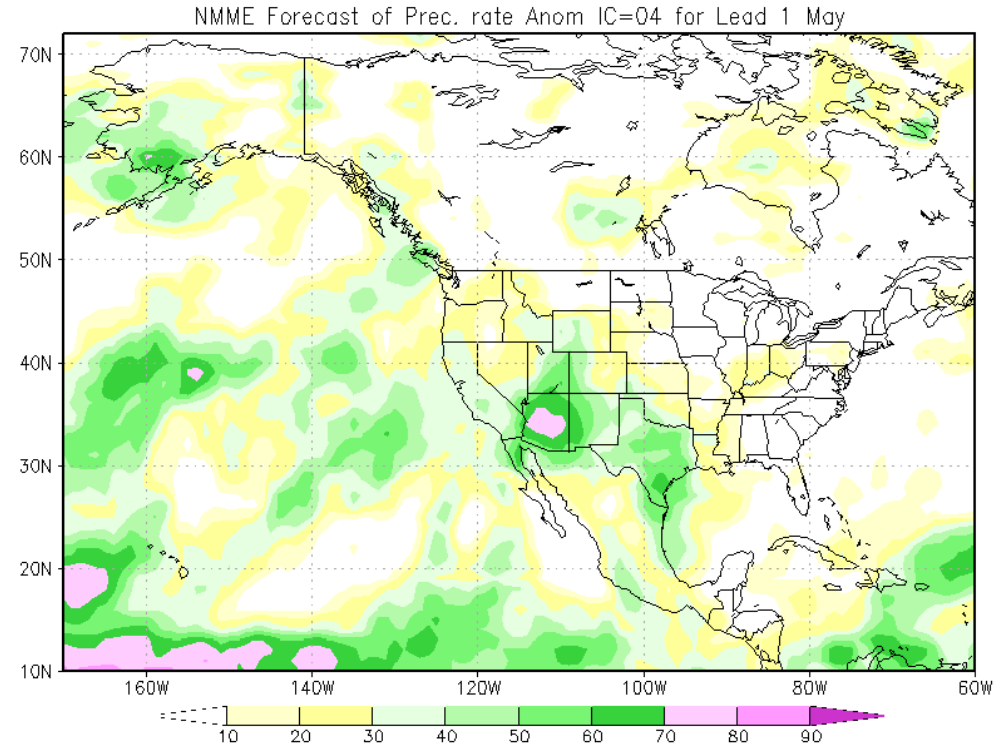 NMME Forecast of Prec. rate Anom IC=04 for Lead 1 May
70N
60N
50N
40N
30N
20N
10N
160W 140W 120W 100W 80W 60W
10 20 30 40 50 60 70 80 90